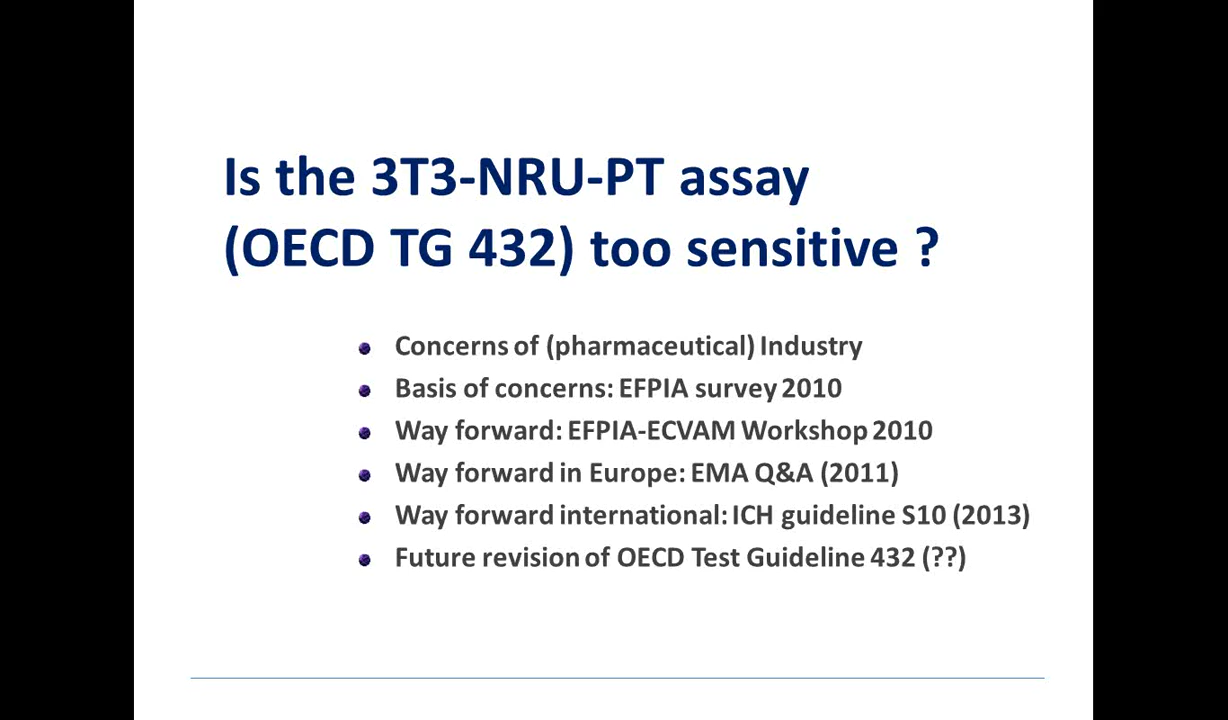 Is the 3T3-NRU-PT assay
(OECD TG 432) too sensitive ?
Concerns of (pharmaceutical) Industry
Basis of concerns: EFPIA survey 2010
Way forward: EFPIA-ECVAM Workshop 2010
Way forward in Europe: EMA Q&A (2011)
Way forward international: ICH guideline S10 (2013)
Future revision of OECD Test Guideline 432 (??)